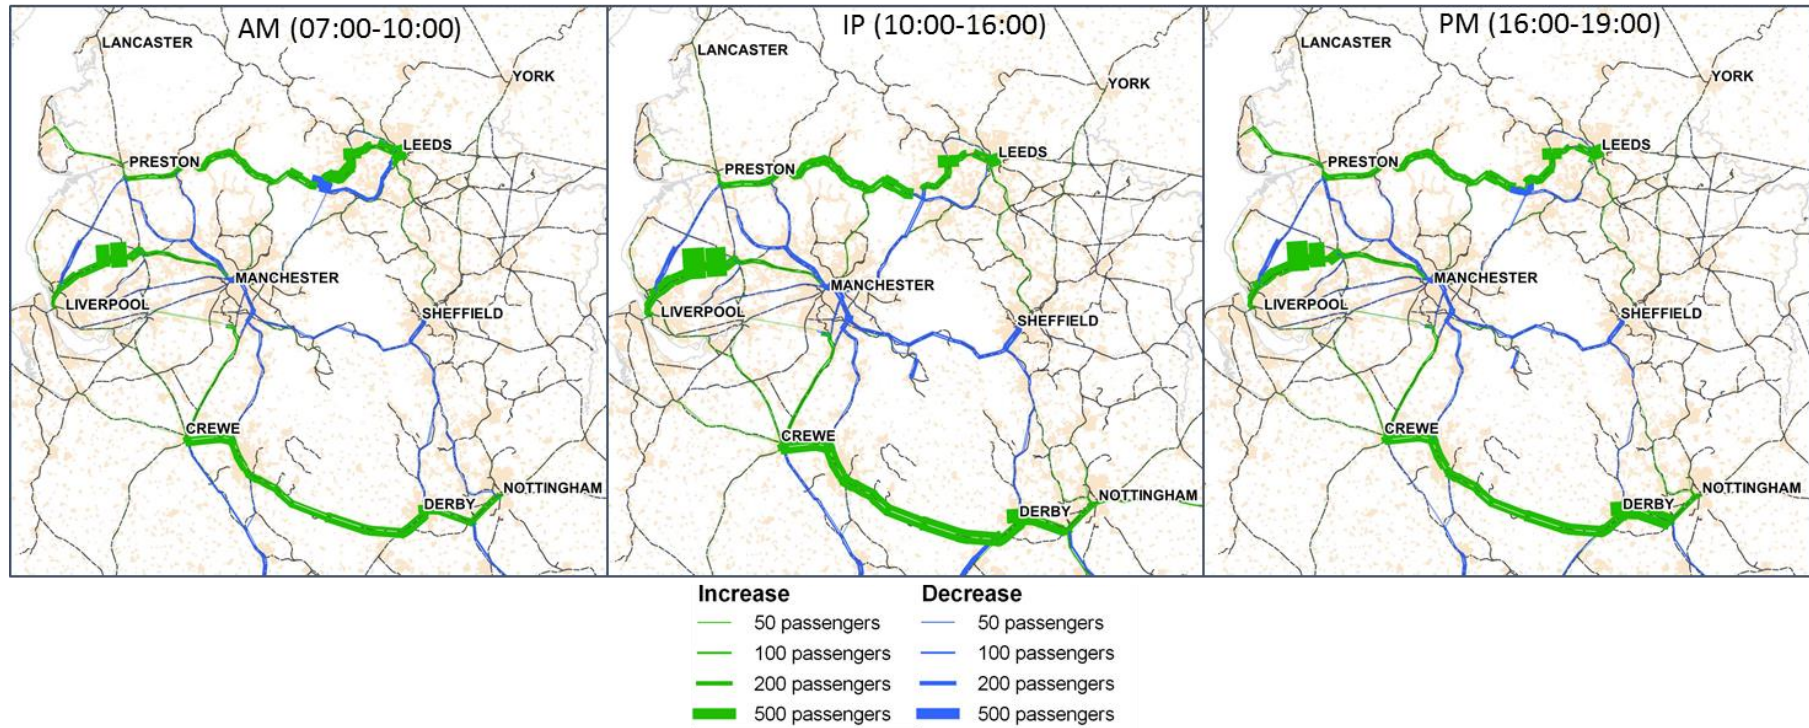 AM (07:00-10:00)
LANCASTER
YORK
PRESTON
LEEDS
MANCHESTER
LIVERPOOL
SHEFFIELD
CREWE
DERBY
NOTTINGHAM
IP (10:00-16:00)
LANCASTER
YORK
PRESTON
LEEDS
MANCHESTER
LIVERPOOL
SHEFFIELD
CREWE
DERBY
NOTTINGHAM
PM (16:00-19:00)
LANCASTER
YORK
PRESTON
LEEDS
MANCHESTER
LIVERPOOL
SHEFFIELD
CREWE
DERBY
NOTTINGHAM
Increase
50 passengers
100 passengers
200 passengers
500 passengers
Decrease
50 passengers
100 passengers
200 passengers
500 passengers